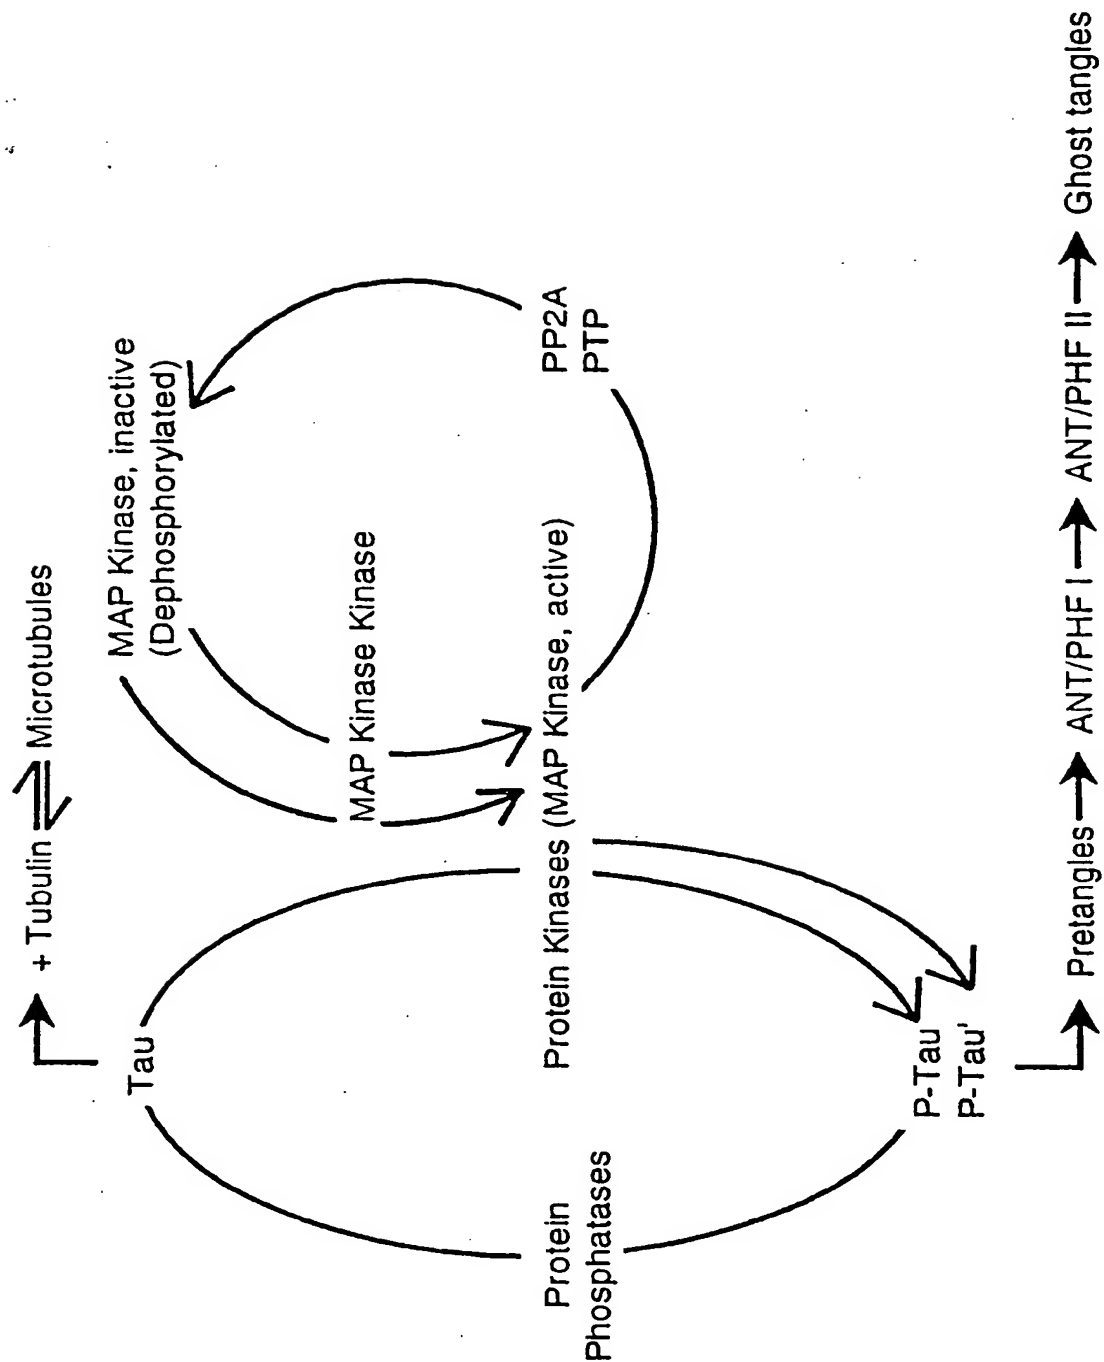 + Tubulin ⇌ Microtubules
Tau
MAP Kinase, inactive
(Dephosphorylated)
MAP Kinase Kinase
Protein
Phosphatases
Protein Kinases (MAP Kinase, active)
PP2A
PTP
P-Tau
P-Tau'
Pretangles → ANT/PHF I → ANT/PHF II → Ghost tangles